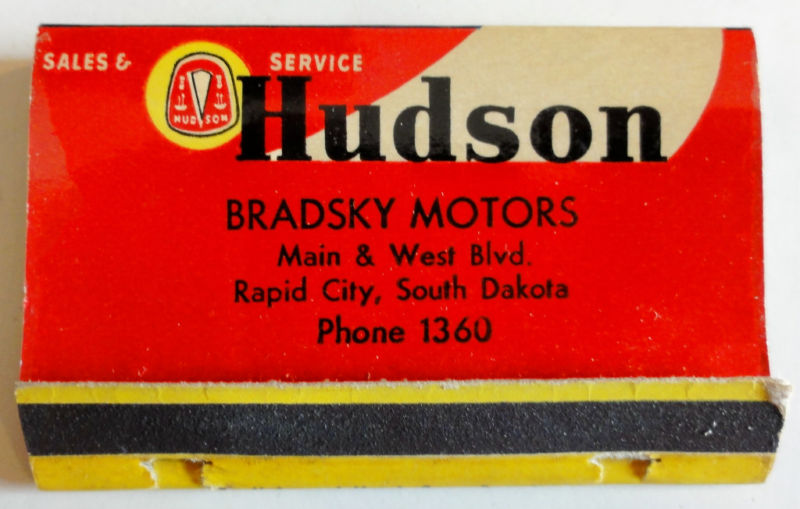 SALES & SERVICE
HUDSON
Hudson
BRADSKY MOTORS
Main & West Blvd.
Rapid City, South Dakota
Phone 1360